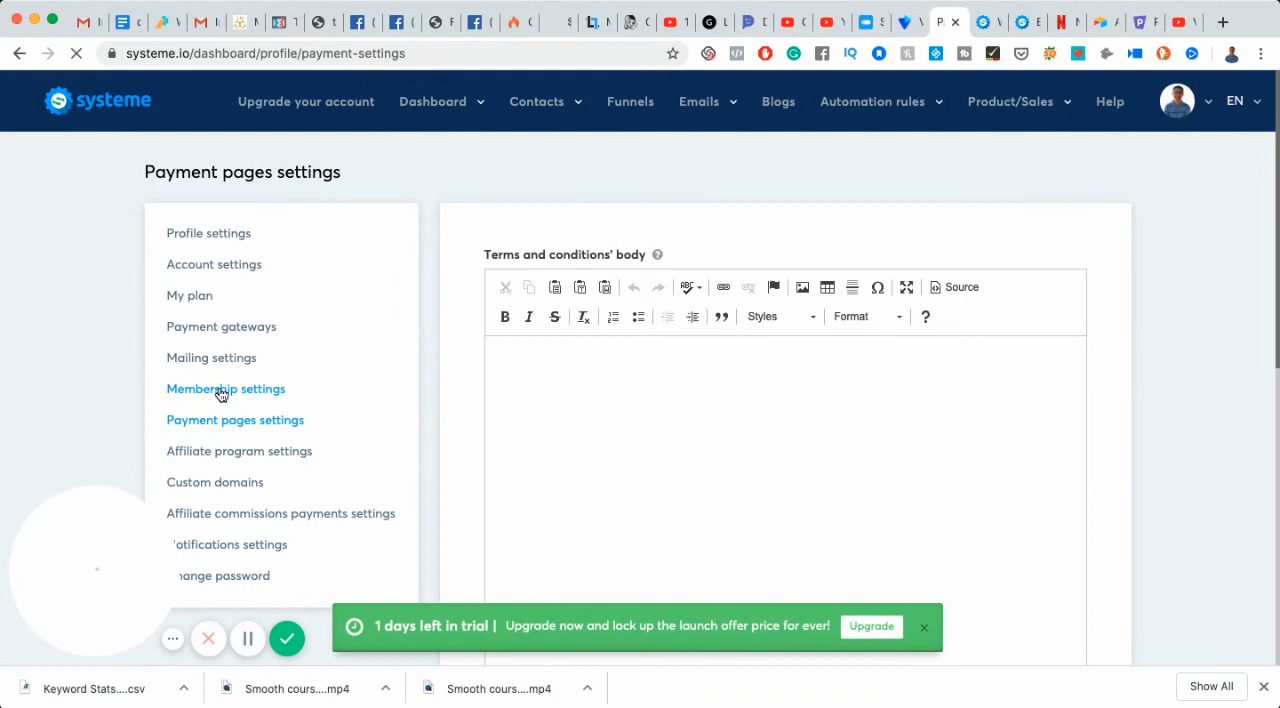 systeme.io/dashboard/profile/payment-settings
systeme
Upgrade your account
Dashboard
Contacts
Funnels
Emails
Blogs
Automation rules
Product/Sales
Help
EN
Payment pages settings
Profile settings
Account settings
My plan
Payment gateways
Mailing settings
Membership settings
Payment pages settings
Affiliate program settings
Custom domains
Affiliate commissions payments settings
otifications settings
hange password
Terms and conditions' body
Source
Styles
Format
1 days left in trial | Upgrade now and lock up the launch offer price for ever! Upgrade
Keyword Stats....csv
Smooth cours....mp4
Smooth cours....mp4
Show All